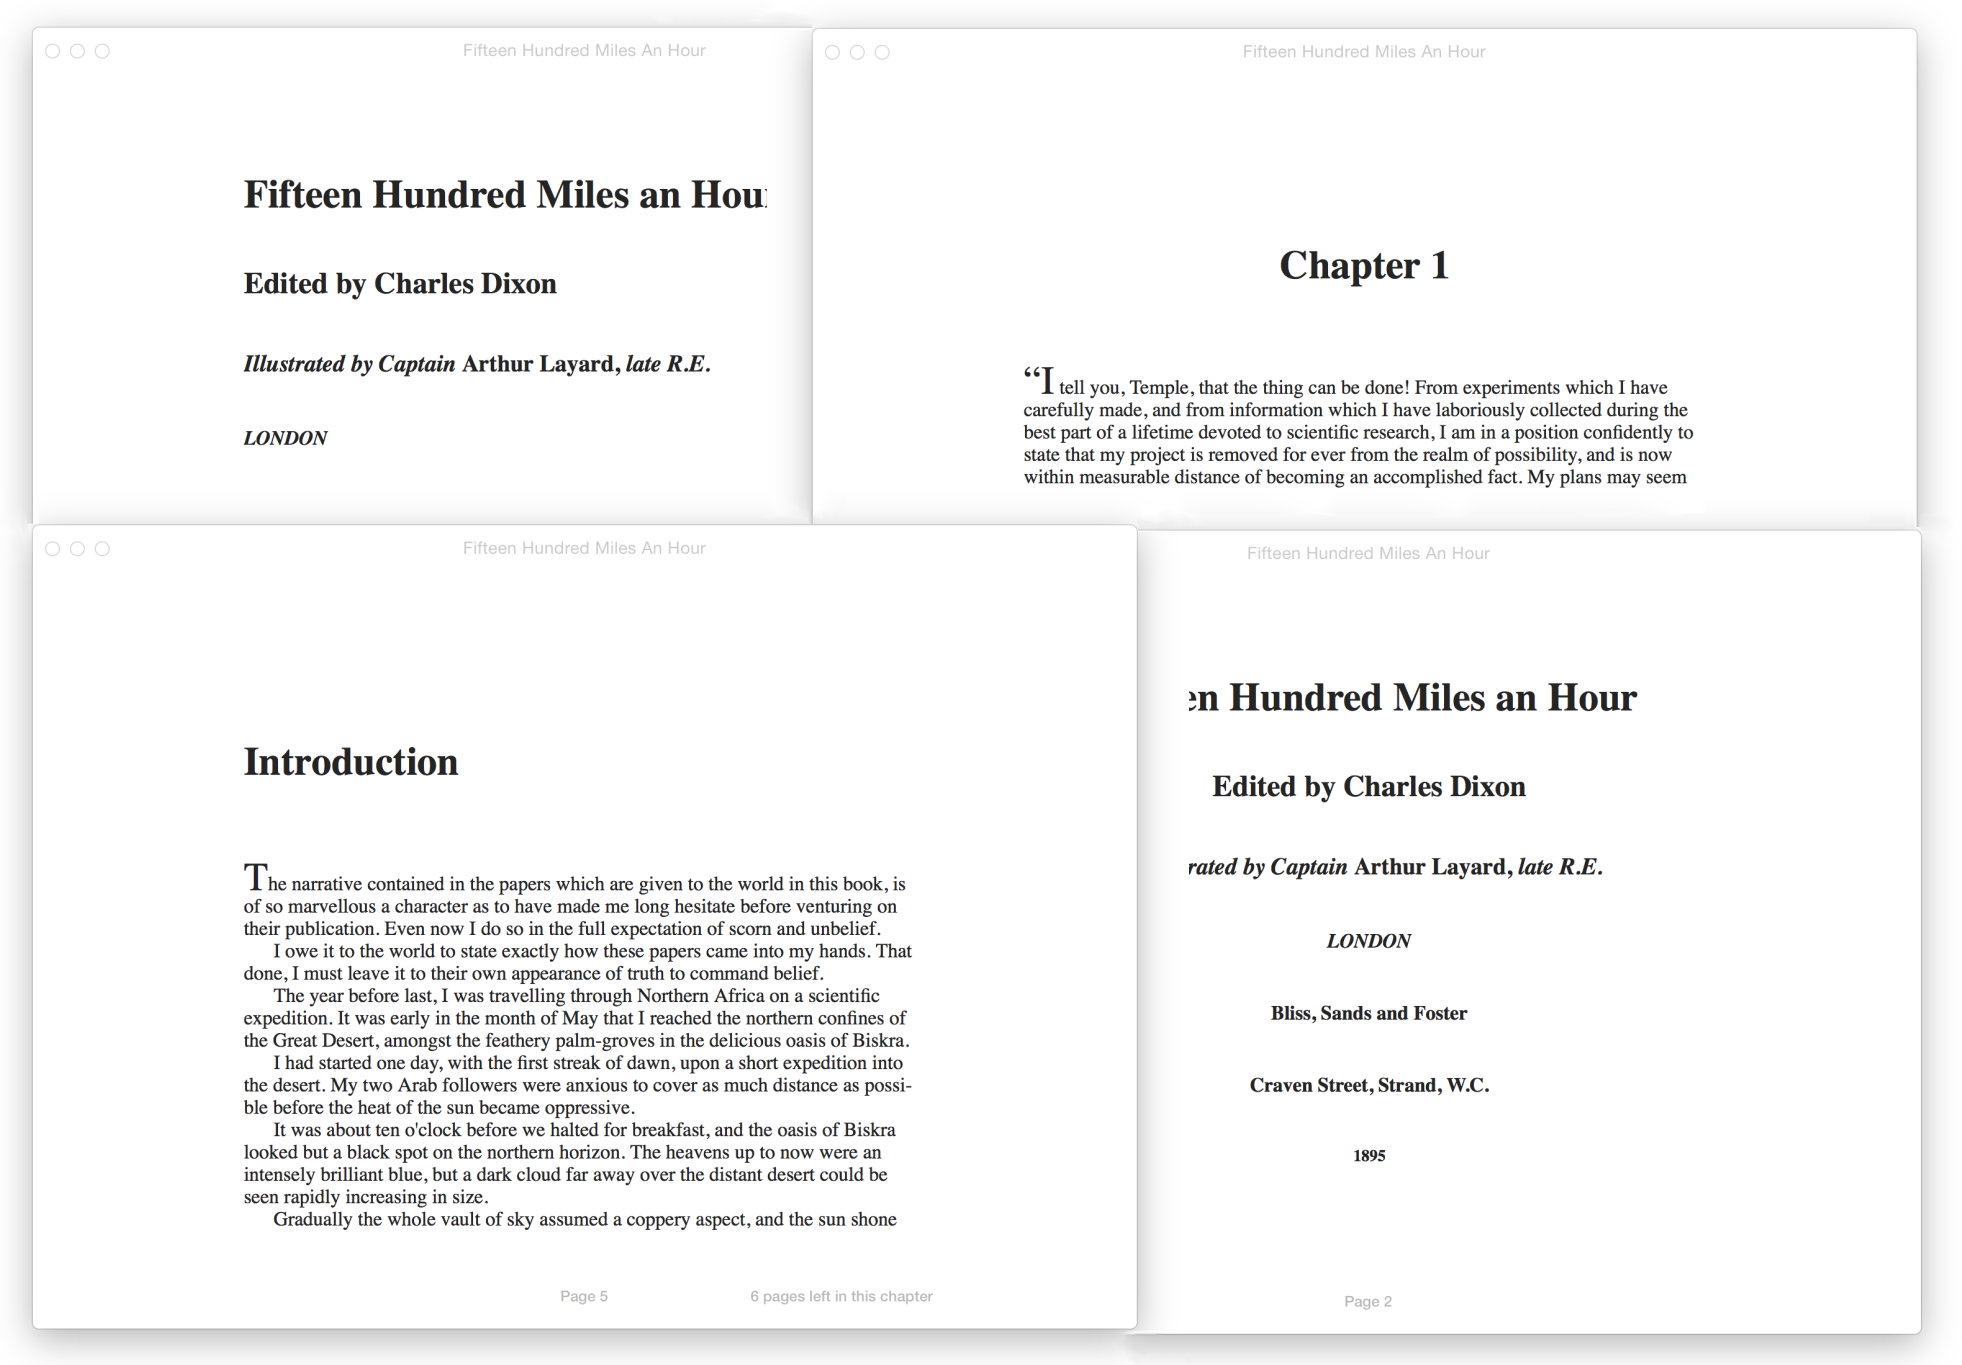 Fifteen Hundred Miles An Hour
Fifteen Hundred Miles an Hour
Edited by Charles Dixon
Illustrated by Captain Arthur Layard, late R.E.
LONDON
Fifteen Hundred Miles An Hour
Chapter 1
“I tell you, Temple, that the thing can be done! From experiments which I have
carefully made, and from information which I have laboriously collected during the
best part of a lifetime devoted to scientific research, I am in a position confidently to
state that my project is removed for ever from the realm of possibility, and is now
within measurable distance of becoming an accomplished fact. My plans may seem
Fifteen Hundred Miles An Hour
Introduction
The narrative contained in the papers which are given to the world in this book, is
of so marvellous a character as to have made me long hesitate before venturing on
their publication. Even now I do so in the full expectation of scorn and unbelief.
I owe it to the world to state exactly how these papers came into my hands. That
done, I must leave it to their own appearance of truth to command belief.
The year before last, I was travelling through Northern Africa on a scientific
expedition. It was early in the month of May that I reached the northern confines of
the Great Desert, amongst the feathery palm-groves in the delicious oasis of Biskra.
I had started one day, with the first streak of dawn, upon a short expedition into
the desert. My two Arab followers were anxious to cover as much distance as possi-
ble before the heat of the sun became oppressive.
It was about ten o'clock before we halted for breakfast, and the oasis of Biskra
looked but a black spot on the northern horizon. The heavens up to now were an
intensely brilliant blue, but a dark cloud far away over the distant desert could be
seen rapidly increasing in size.
Gradually the whole vault of sky assumed a coppery aspect, and the sun shone
Page 5
6 pages left in this chapter
Fifteen Hundred Miles An Hour
en Hundred Miles an Hour
Edited by Charles Dixon
rated by Captain Arthur Layard, late R.E.
LONDON
Bliss, Sands and Foster
Craven Street, Strand, W.C.
1895
Page 2